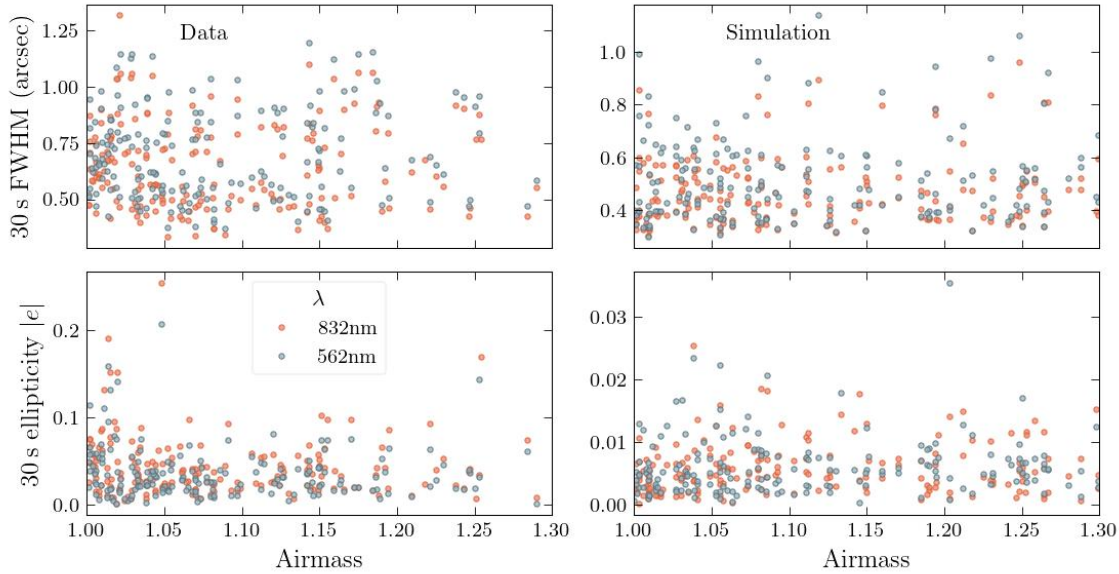 Data
Simulation
30 s FWHM (arcsec)
1.25
1.00
0.75
0.50
1.0
0.8
0.6
0.4
30 s ellipticity |e|
0.2
0.1
0.0
λ
832nm
562nm
0.03
0.02
0.01
0.00
1.00 1.05 1.10 1.15 1.20 1.25 1.30
1.00 1.05 1.10 1.15 1.20 1.25 1.30
Airmass
Airmass